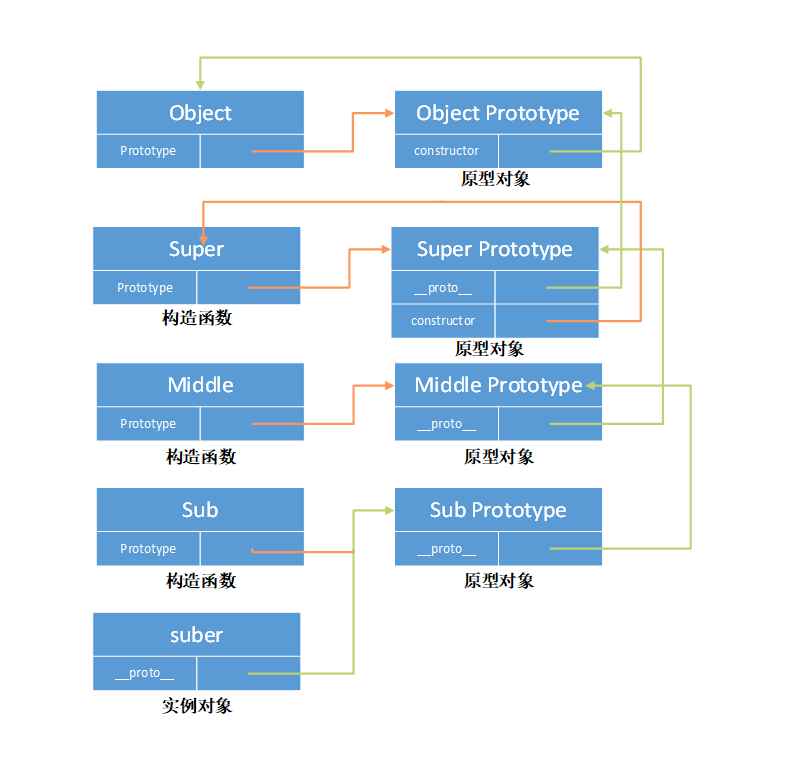 Object
Object Prototype
Prototype
constructor
原型对象
Super
Super Prototype
Prototype
__proto__
constructor
构造函数
原型对象
Middle
Middle Prototype
Prototype
__proto__
构造函数
原型对象
Sub
Sub Prototype
Prototype
__proto__
构造函数
原型对象
suber
__proto__
实例对象